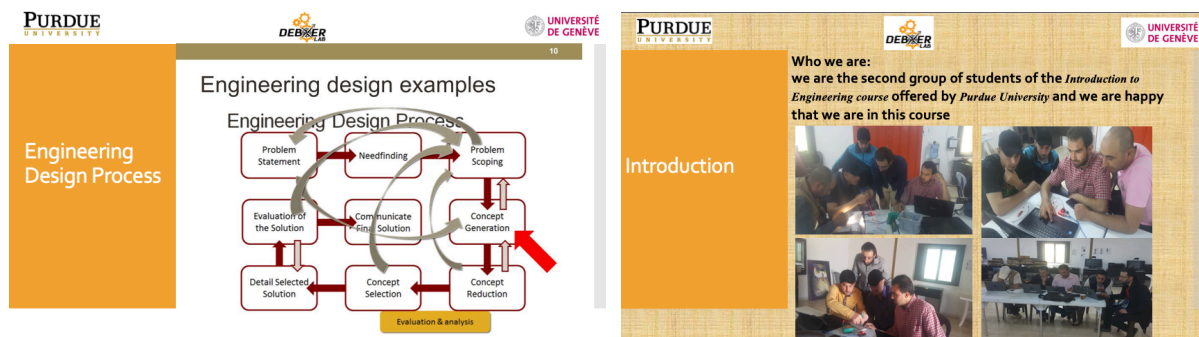 PURDUE
UNIVERSITY
DEBXER
LAB
UNIVERSITÉ
DE GENÈVE
10
Engineering
Design Process
Engineering design examples
Engineering Design Process
Problem
Statement
Needfinding
Problem
Scoping
Evaluation of
the Solution
Communicate
Final Solution
Concept
Generation
Detail Selected
Solution
Concept
Selection
Concept
Reduction
Evaluation & analysis
PURDUE
UNIVERSITY
DEBXER
LAB
UNIVERSITÉ
DE GENÈVE
Introduction
Who we are:
we are the second group of students of the Introduction to
Engineering course offered by Purdue University and we are happy
that we are in this course